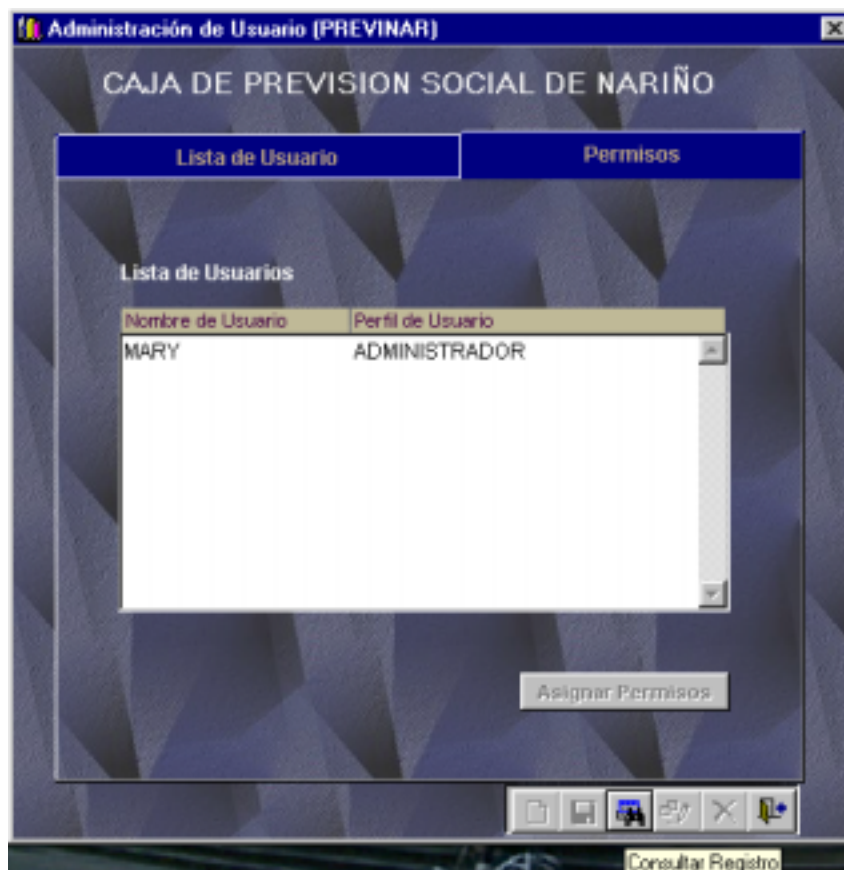 Administración de Usuario (PREVINAR)
CAJA DE PREVISION SOCIAL DE NARIÑO
Lista de Usuario Permisos
Lista de Usuarios
Nombre de Usuario Perfil de Usuario
MARY ADMINISTRADOR
Asignar Permisos
Consultar Registro